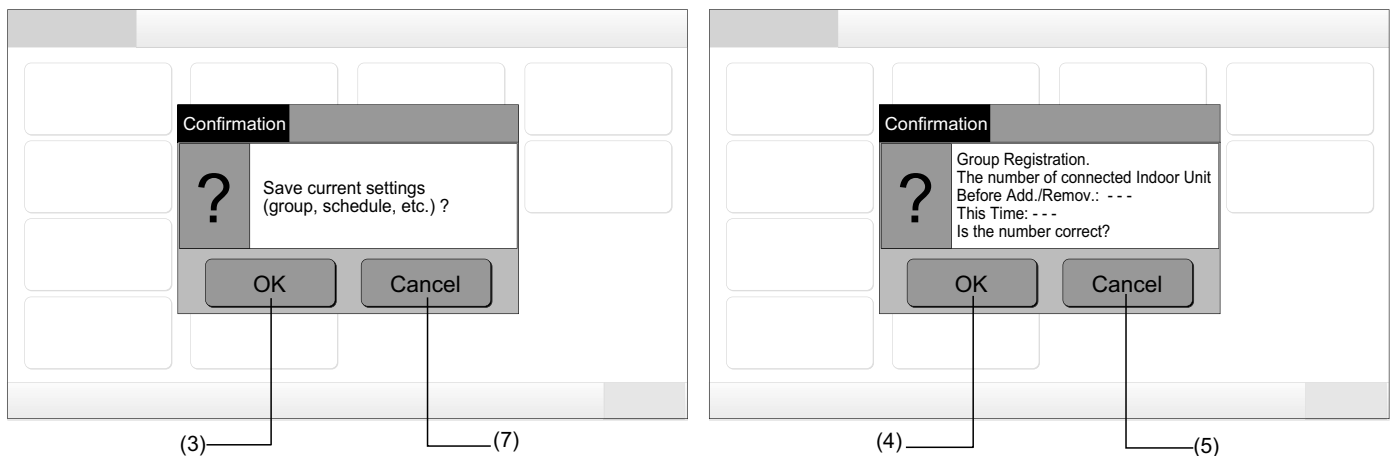 Confirmation
?
Save current settings
(group, schedule, etc.) ?
OK
Cancel
(3)
(7)
Confirmation
?
Group Registration.
The number of connected Indoor Unit
Before Add./Remov.: - - -
This Time: - - -
Is the number correct?
OK
Cancel
(4)
(5)